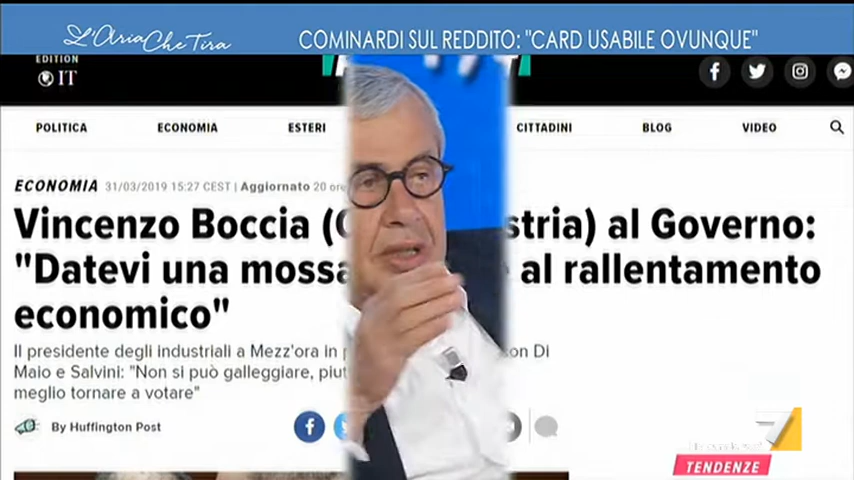 L'Aria Che Tira
COMINARDI SUL REDDITO: "CARD USABILE OVUNQUE"
EDITION
IT
POLITICA ECONOMIA ESTERI CITTADINI BLOG VIDEO
ECONOMIA 31/03/2019 15:27 CEST | Aggiornato 20 ore
Vincenzo Boccia ( stria) al Governo:
"Datevi una mossa al rallentamento
economico"
Il presidente degli industriali a Mezz'ora in Di
Maio e Salvini: "Non si può galleggiare,
meglio tornare a votare"
By Huffington Post
7
TENDENZE